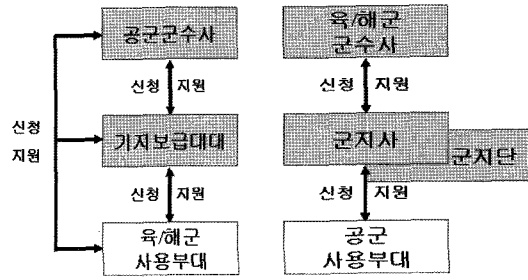 공군군수사
육/해군
군수사
신청 지원
신청 지원
신청
지원
기지보급대대
군지사
군지단
신청 지원
신청 지원
육/해군
사용부대
공군
사용부대